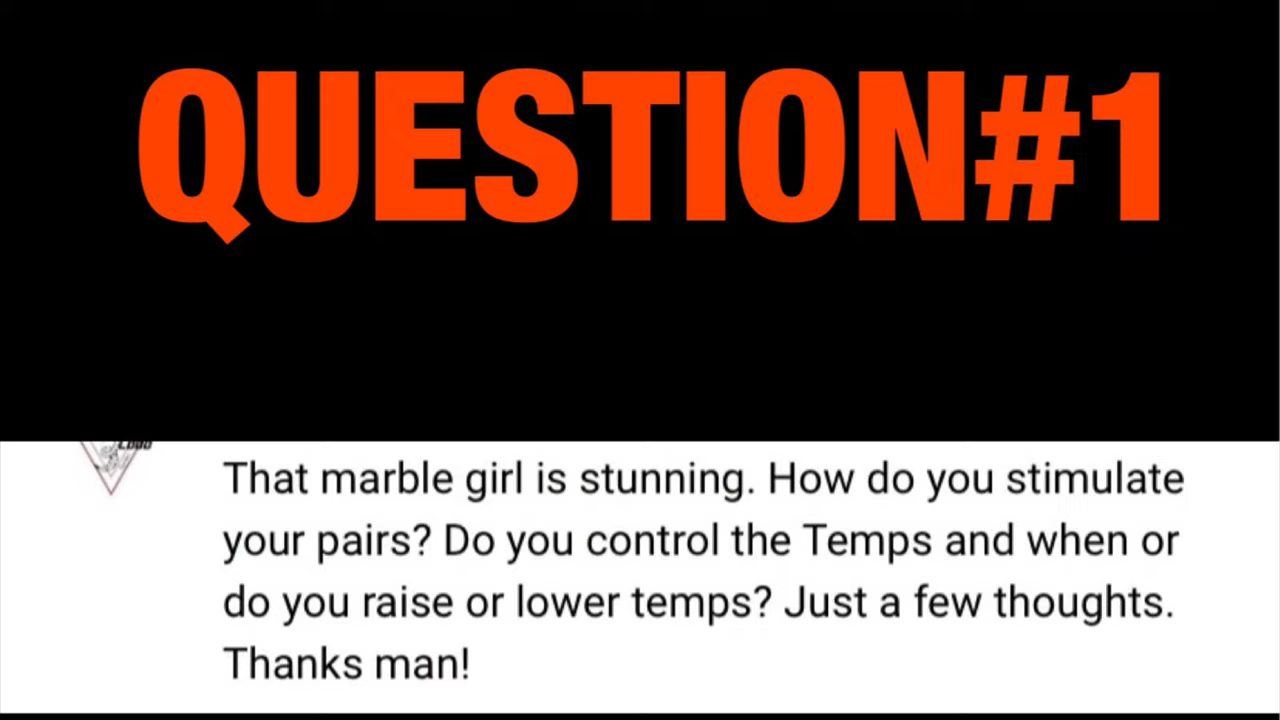 QUESTION#1
That marble girl is stunning. How do you stimulate
your pairs? Do you control the Temps and when or
do you raise or lower temps? Just a few thoughts.
Thanks man!